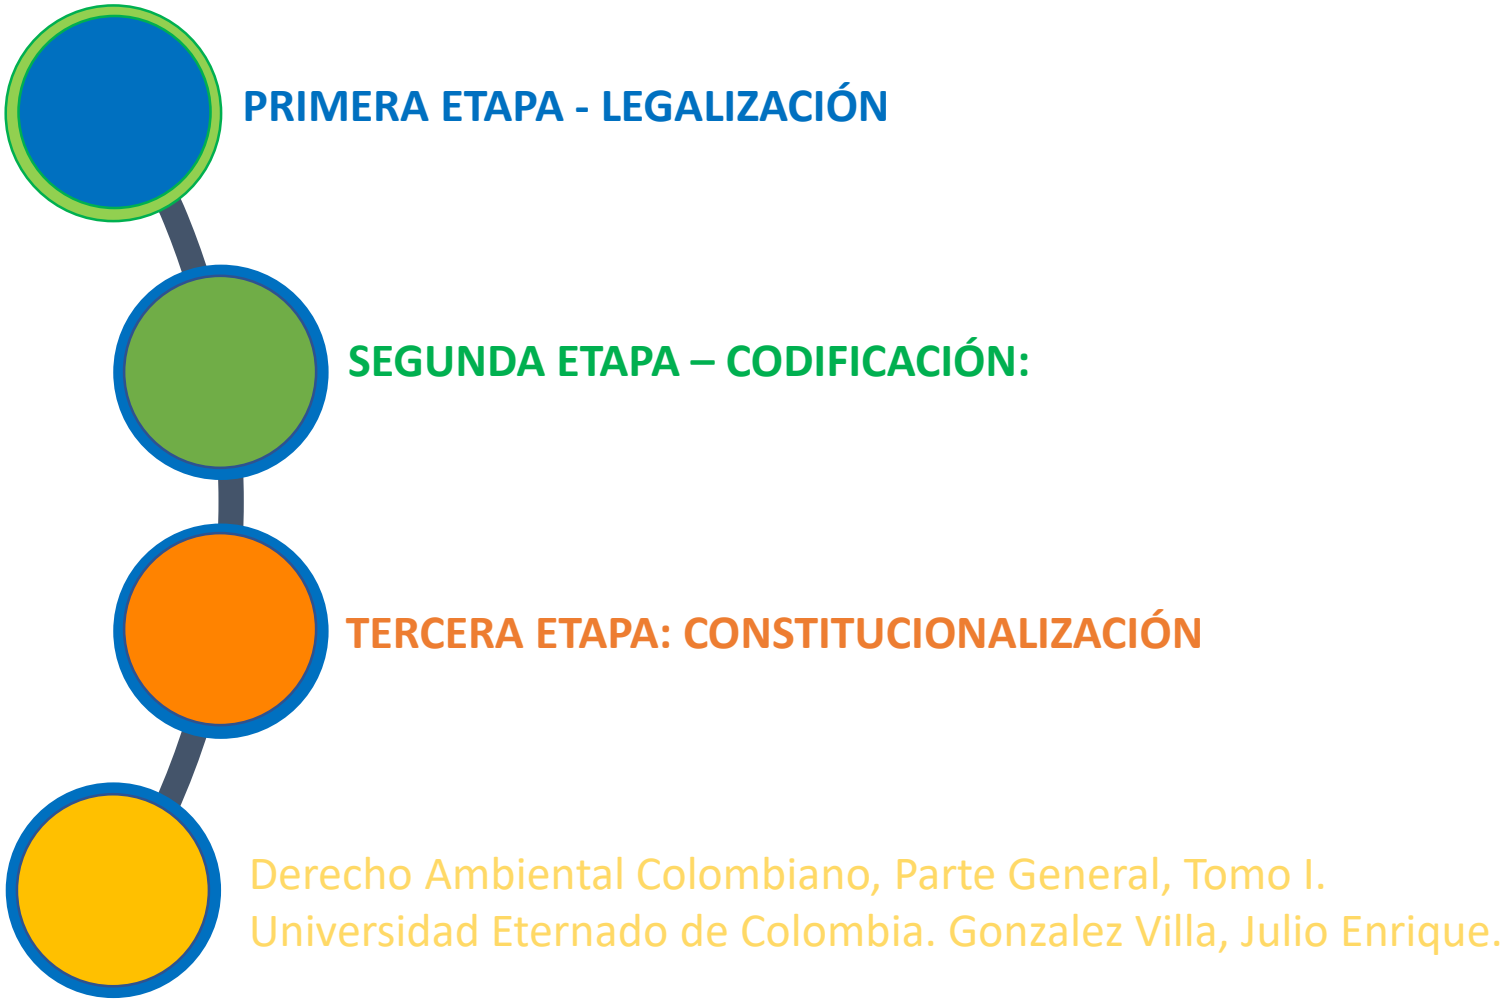 PRIMERA ETAPA - LEGALIZACIÓN
SEGUNDA ETAPA – CODIFICACIÓN:
TERCERA ETAPA: CONSTITUCIONALIZACIÓN
Derecho Ambiental Colombiano, Parte General, Tomo I.
Universidad Eternado de Colombia. Gonzalez Villa, Julio Enrique.